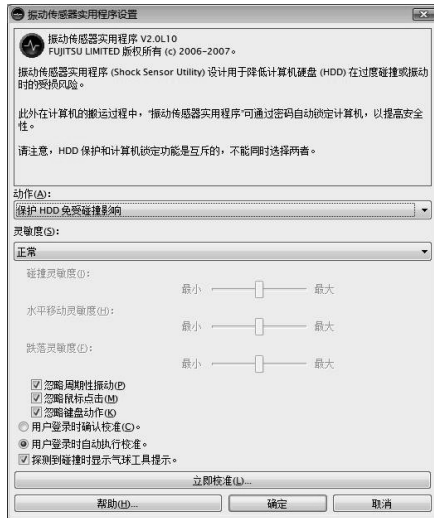 振动传感器实用程序设置
振动传感器实用程序 V2.0L10
FUJITSU LIMITED 版权所有 (c) 2006-2007。
振动传感器实用程序 (Shock Sensor Utility) 设计用于降低计算机硬盘 (HDD) 在过度碰撞或振动
时的受损风险。
此外在计算机的搬运过程中，“振动传感器实用程序”可通过密码自动锁定计算机，以提高安全
性。
请注意，HDD 保护和计算机锁定功能是互斥的，不能同时选择两者。
动作(A)：
保护 HDD 免受碰撞影响
灵敏度(S)：
正常
碰撞灵敏度(I)：
最小 最大
水平移动灵敏度(H)：
最小 最大
跌落灵敏度(F)：
最小 最大
忽略周期性振动(P)
忽略鼠标点击(M)
忽略键盘动作(K)
用户登录时确认校准(C)。
用户登录时自动执行校准。
探测到碰撞时显示气球工具提示。
立即校准(L)...
帮助(H)... 确定 取消